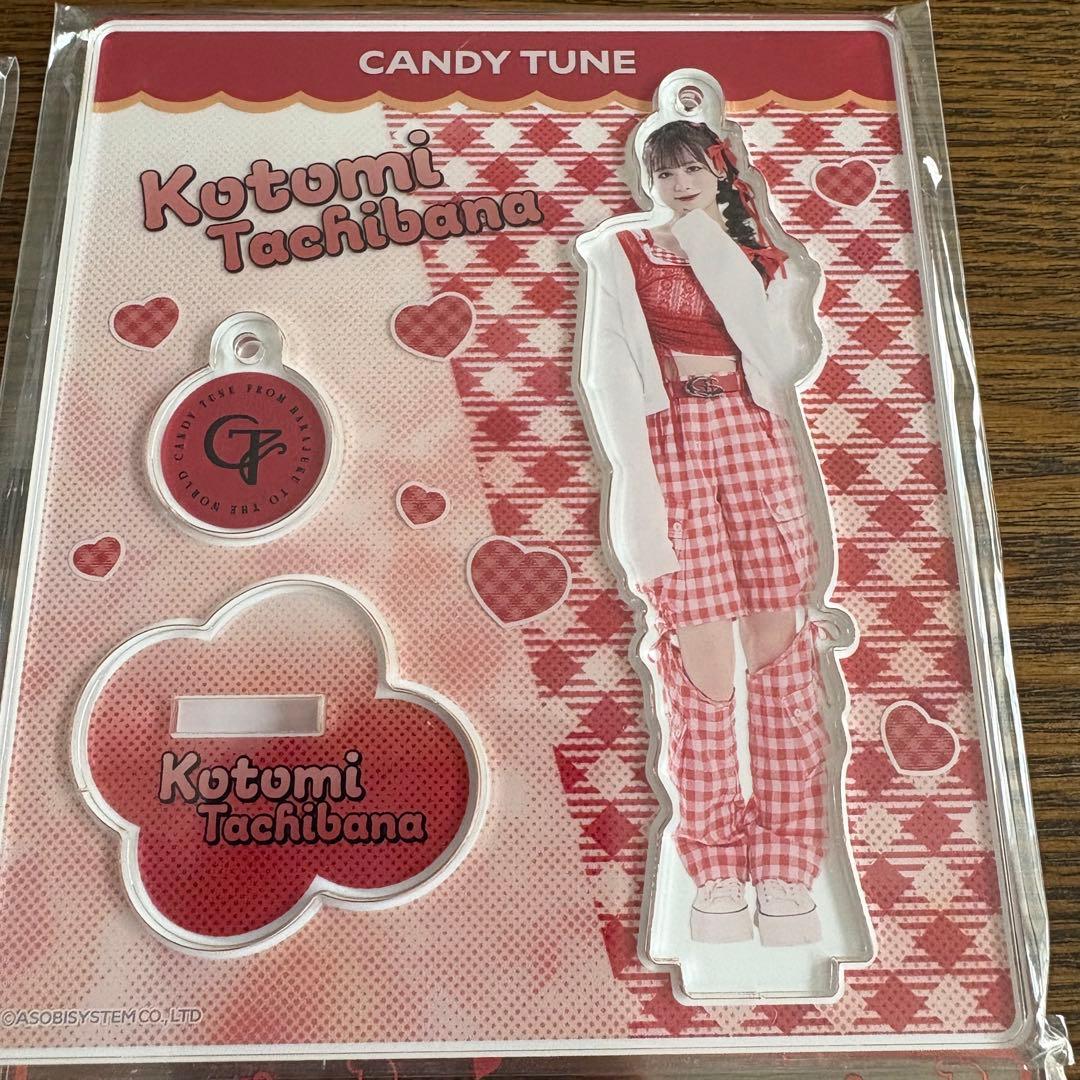 CANDY TUNE
Kotomi
Tachibana
CANDY TUNE FROM HARAJUKU TO THE WORLD
CT
Kotomi
Tachibana
©ASOBISYSTEM CO., LTD